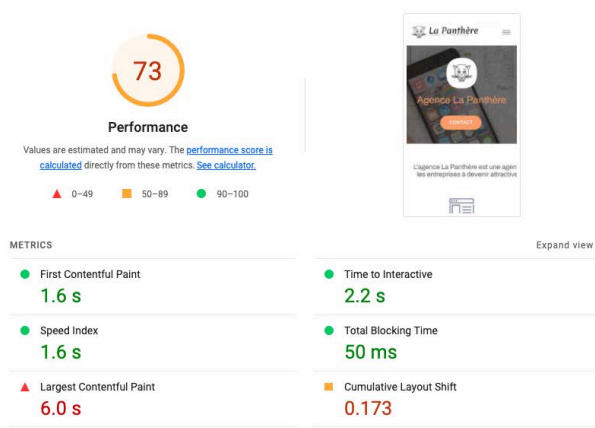 La Panthère
73
Agence La Panthère
CONTACT
Performance
Values are estimated and may vary. The performance score is
calculated directly from these metrics. See calculator.
L'agence La Panthère est une agen
les entreprises à devenir attractive
0–49
50–89
90–100
METRICS
Expand view
First Contentful Paint
1.6 s
Time to Interactive
2.2 s
Speed Index
1.6 s
Total Blocking Time
50 ms
Largest Contentful Paint
6.0 s
Cumulative Layout Shift
0.173